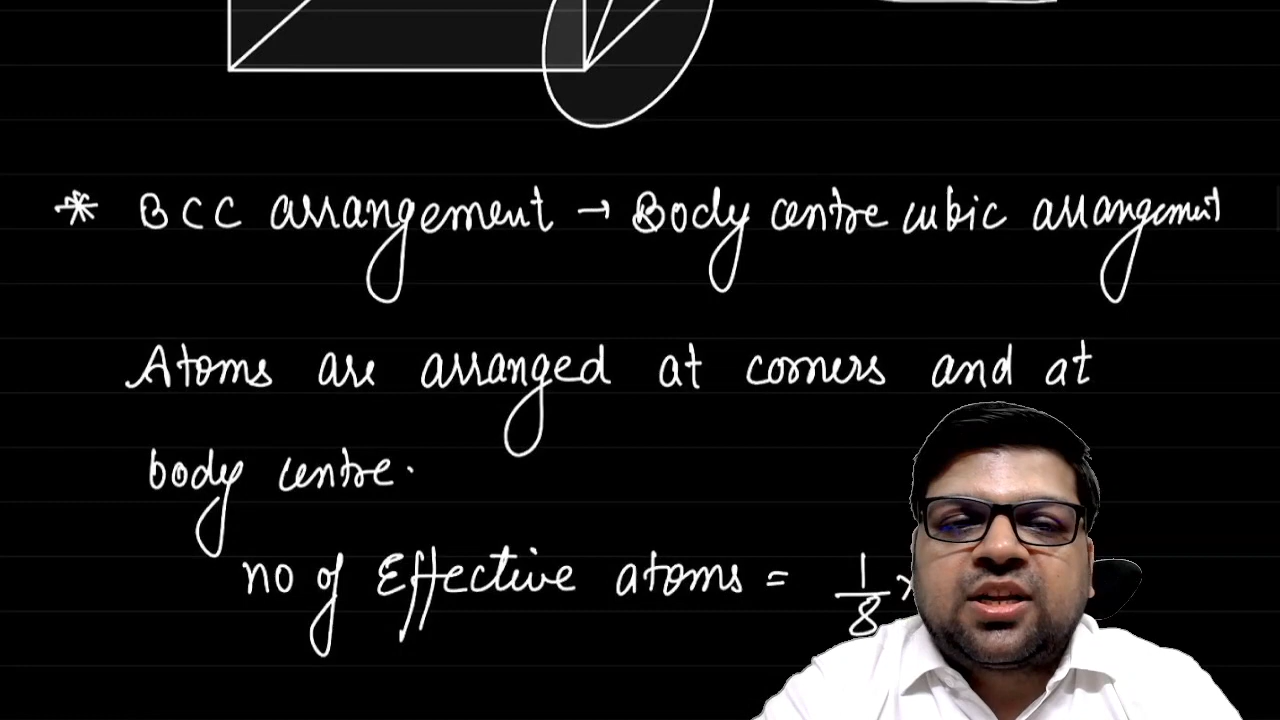 * BCC arrangement → Body centre cubic arrangement
Atoms are arranged at corners and at
body centre.
no of Effective atoms = 1/8 ×